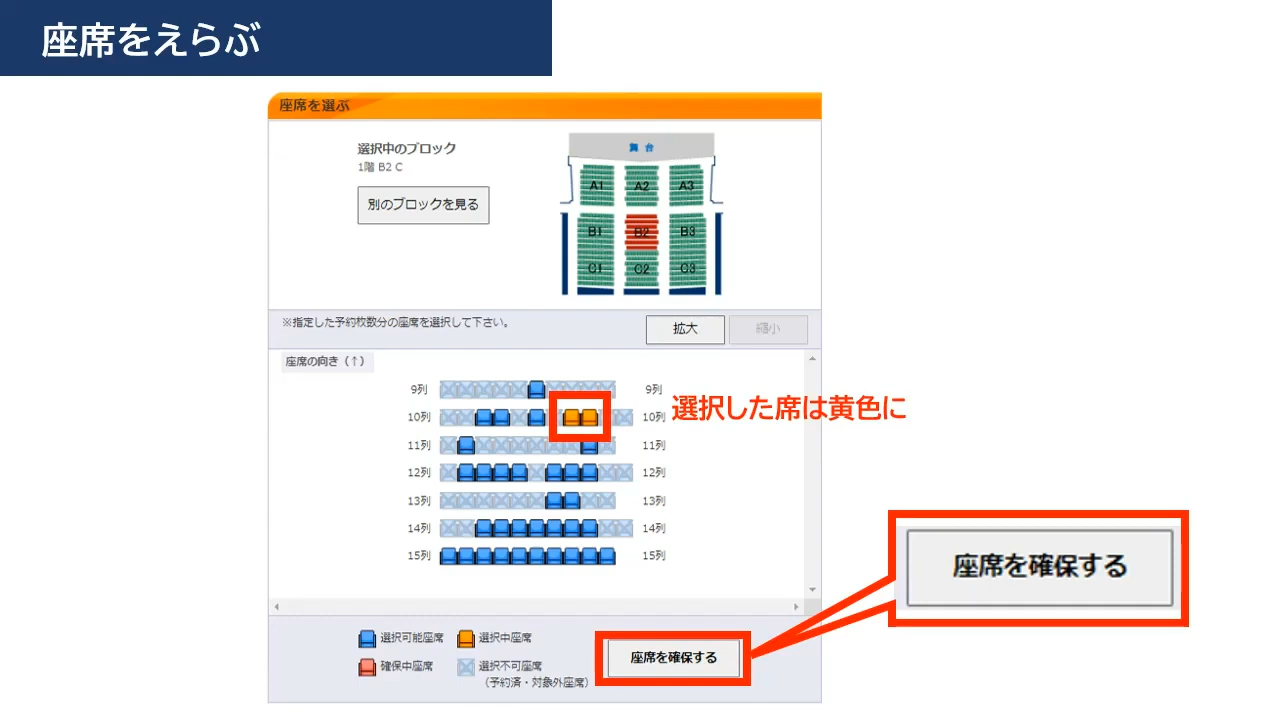 座席をえらぶ
座席を選ぶ
選択中のブロック
1階 B2 C
別のブロックを見る
舞 台
A1 A2 A3
B1 B2 B3
C1 C2 C3
※指定した予約枚数分の座席を選択して下さい。
拡大 縮小
座席の向き（↑）
9列 9列
10列 10列
選択した席は黄色に
11列 11列
12列 12列
13列 13列
14列 14列
15列 15列
座席を確保する
選択可能座席 選択中座席
確保中座席 選択不可座席
（予約済・対象外座席）
座席を確保する